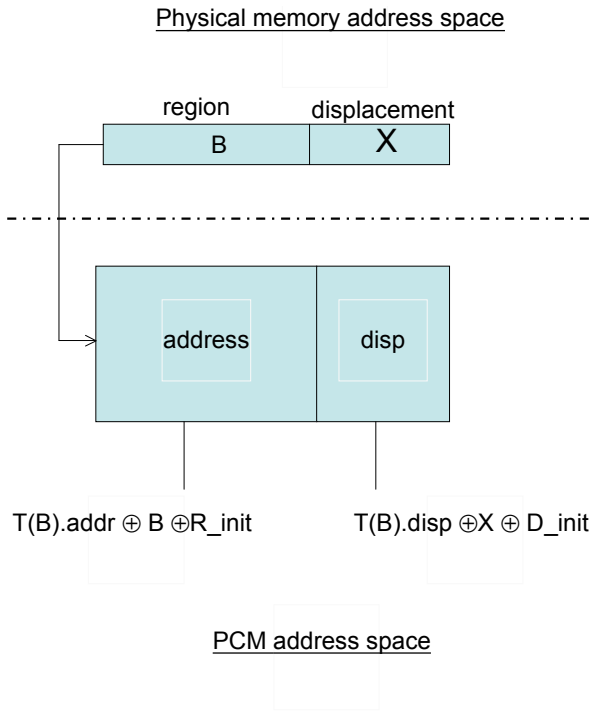 Physical memory address space
region displacement
B X
address disp
T(B).addr ⊕ B ⊕R_init T(B).disp ⊕X ⊕ D_init
PCM address space